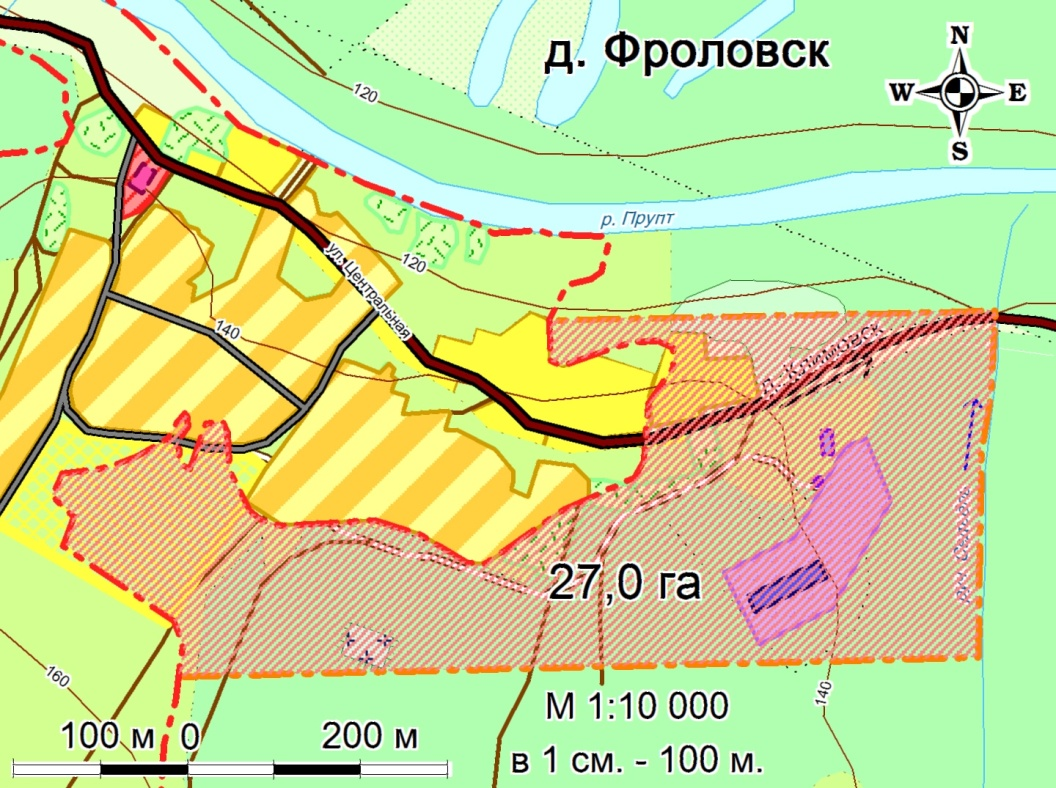 д. Фроловск
N
W E
S
120
р. Прупт
120
ул. Центральная
140
д. Климовск
27,0 га
160
140
М 1:10 000
100 м 0 200 м
в 1 см. - 100 м.